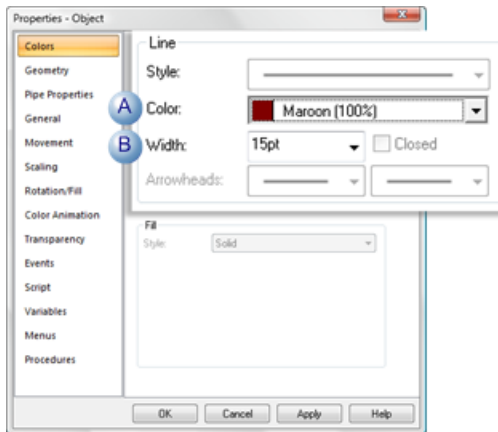 Properties - Object
Colors
Geometry
Pipe Properties
General
Movement
Scaling
Rotation/Fill
Color Animation
Transparency
Events
Script
Variables
Menus
Procedures
Line
Style:
A Color: Maroon (100%)
B Width: 15pt Closed
Arrowheads:
Fill
Style: Solid
OK Cancel Apply Help